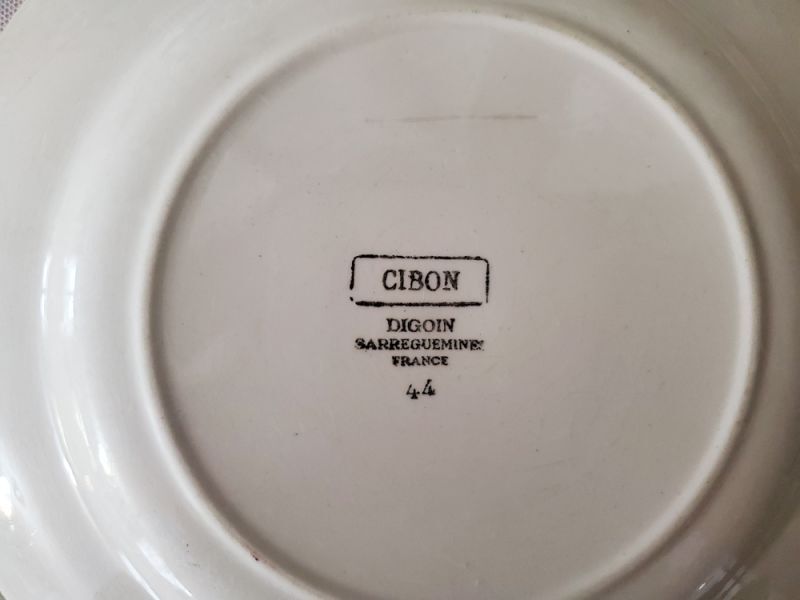 CIBON
DIGOIN
SARREGUEMINES
FRANCE
44